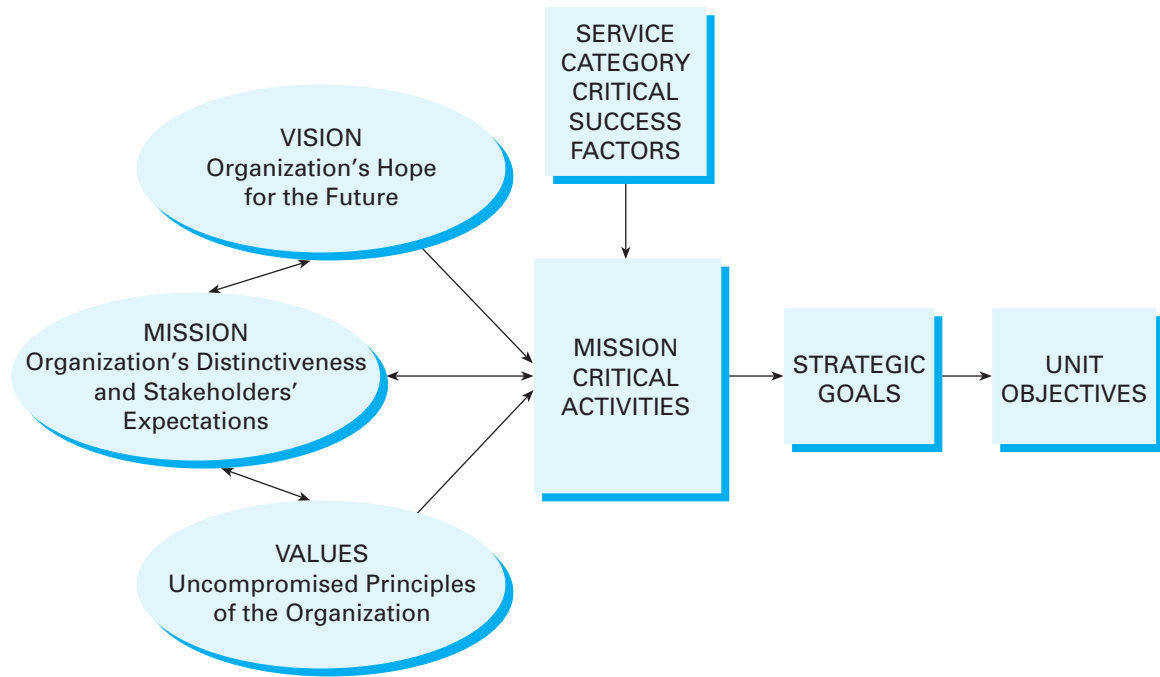 SERVICE
CATEGORY
CRITICAL
SUCCESS
FACTORS
VISION
Organization’s Hope
for the Future
MISSION
Organization’s Distinctiveness
and Stakeholders’
Expectations
VALUES
Uncompromised Principles
of the Organization
MISSION
CRITICAL
ACTIVITIES
STRATEGIC
GOALS
UNIT
OBJECTIVES